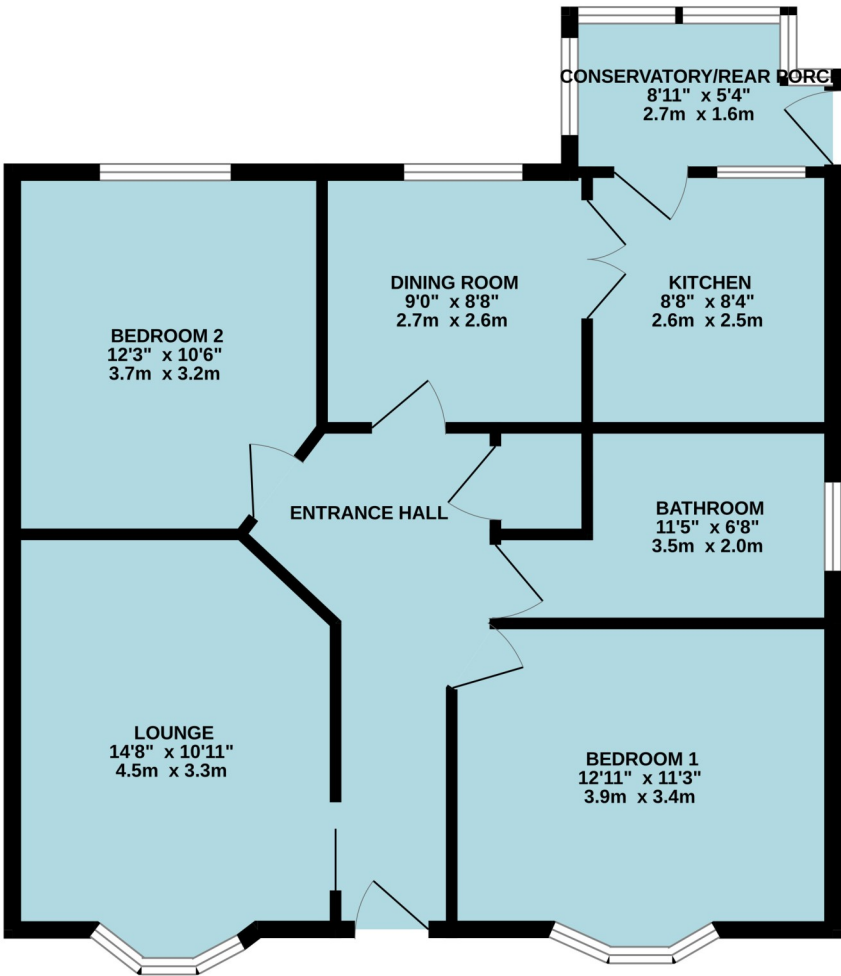 CONSERVATORY/REAR PORCH
8'11" x 5'4"
2.7m x 1.6m
DINING ROOM
9'0" x 8'8"
2.7m x 2.6m
KITCHEN
8'8" x 8'4"
2.6m x 2.5m
BEDROOM 2
12'3" x 10'6"
3.7m x 3.2m
ENTRANCE HALL
BATHROOM
11'5" x 6'8"
3.5m x 2.0m
LOUNGE
14'8" x 10'11"
4.5m x 3.3m
BEDROOM 1
12'11" x 11'3"
3.9m x 3.4m